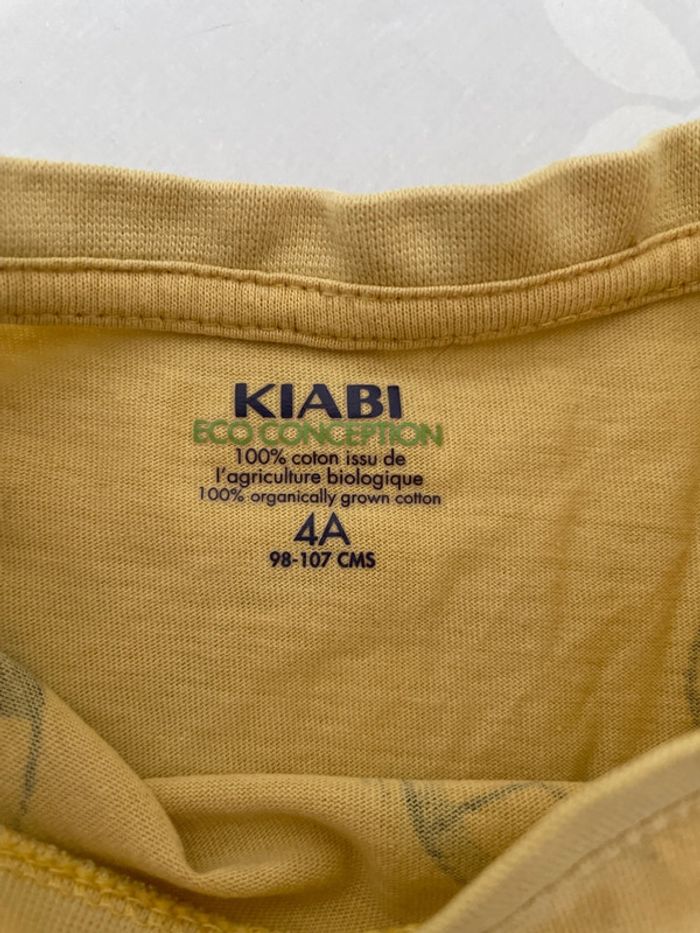 KIABI
ECO CONCEPTION
100% coton issu de
l'agriculture biologique
100% organically grown cotton
4A
98-107 CMS